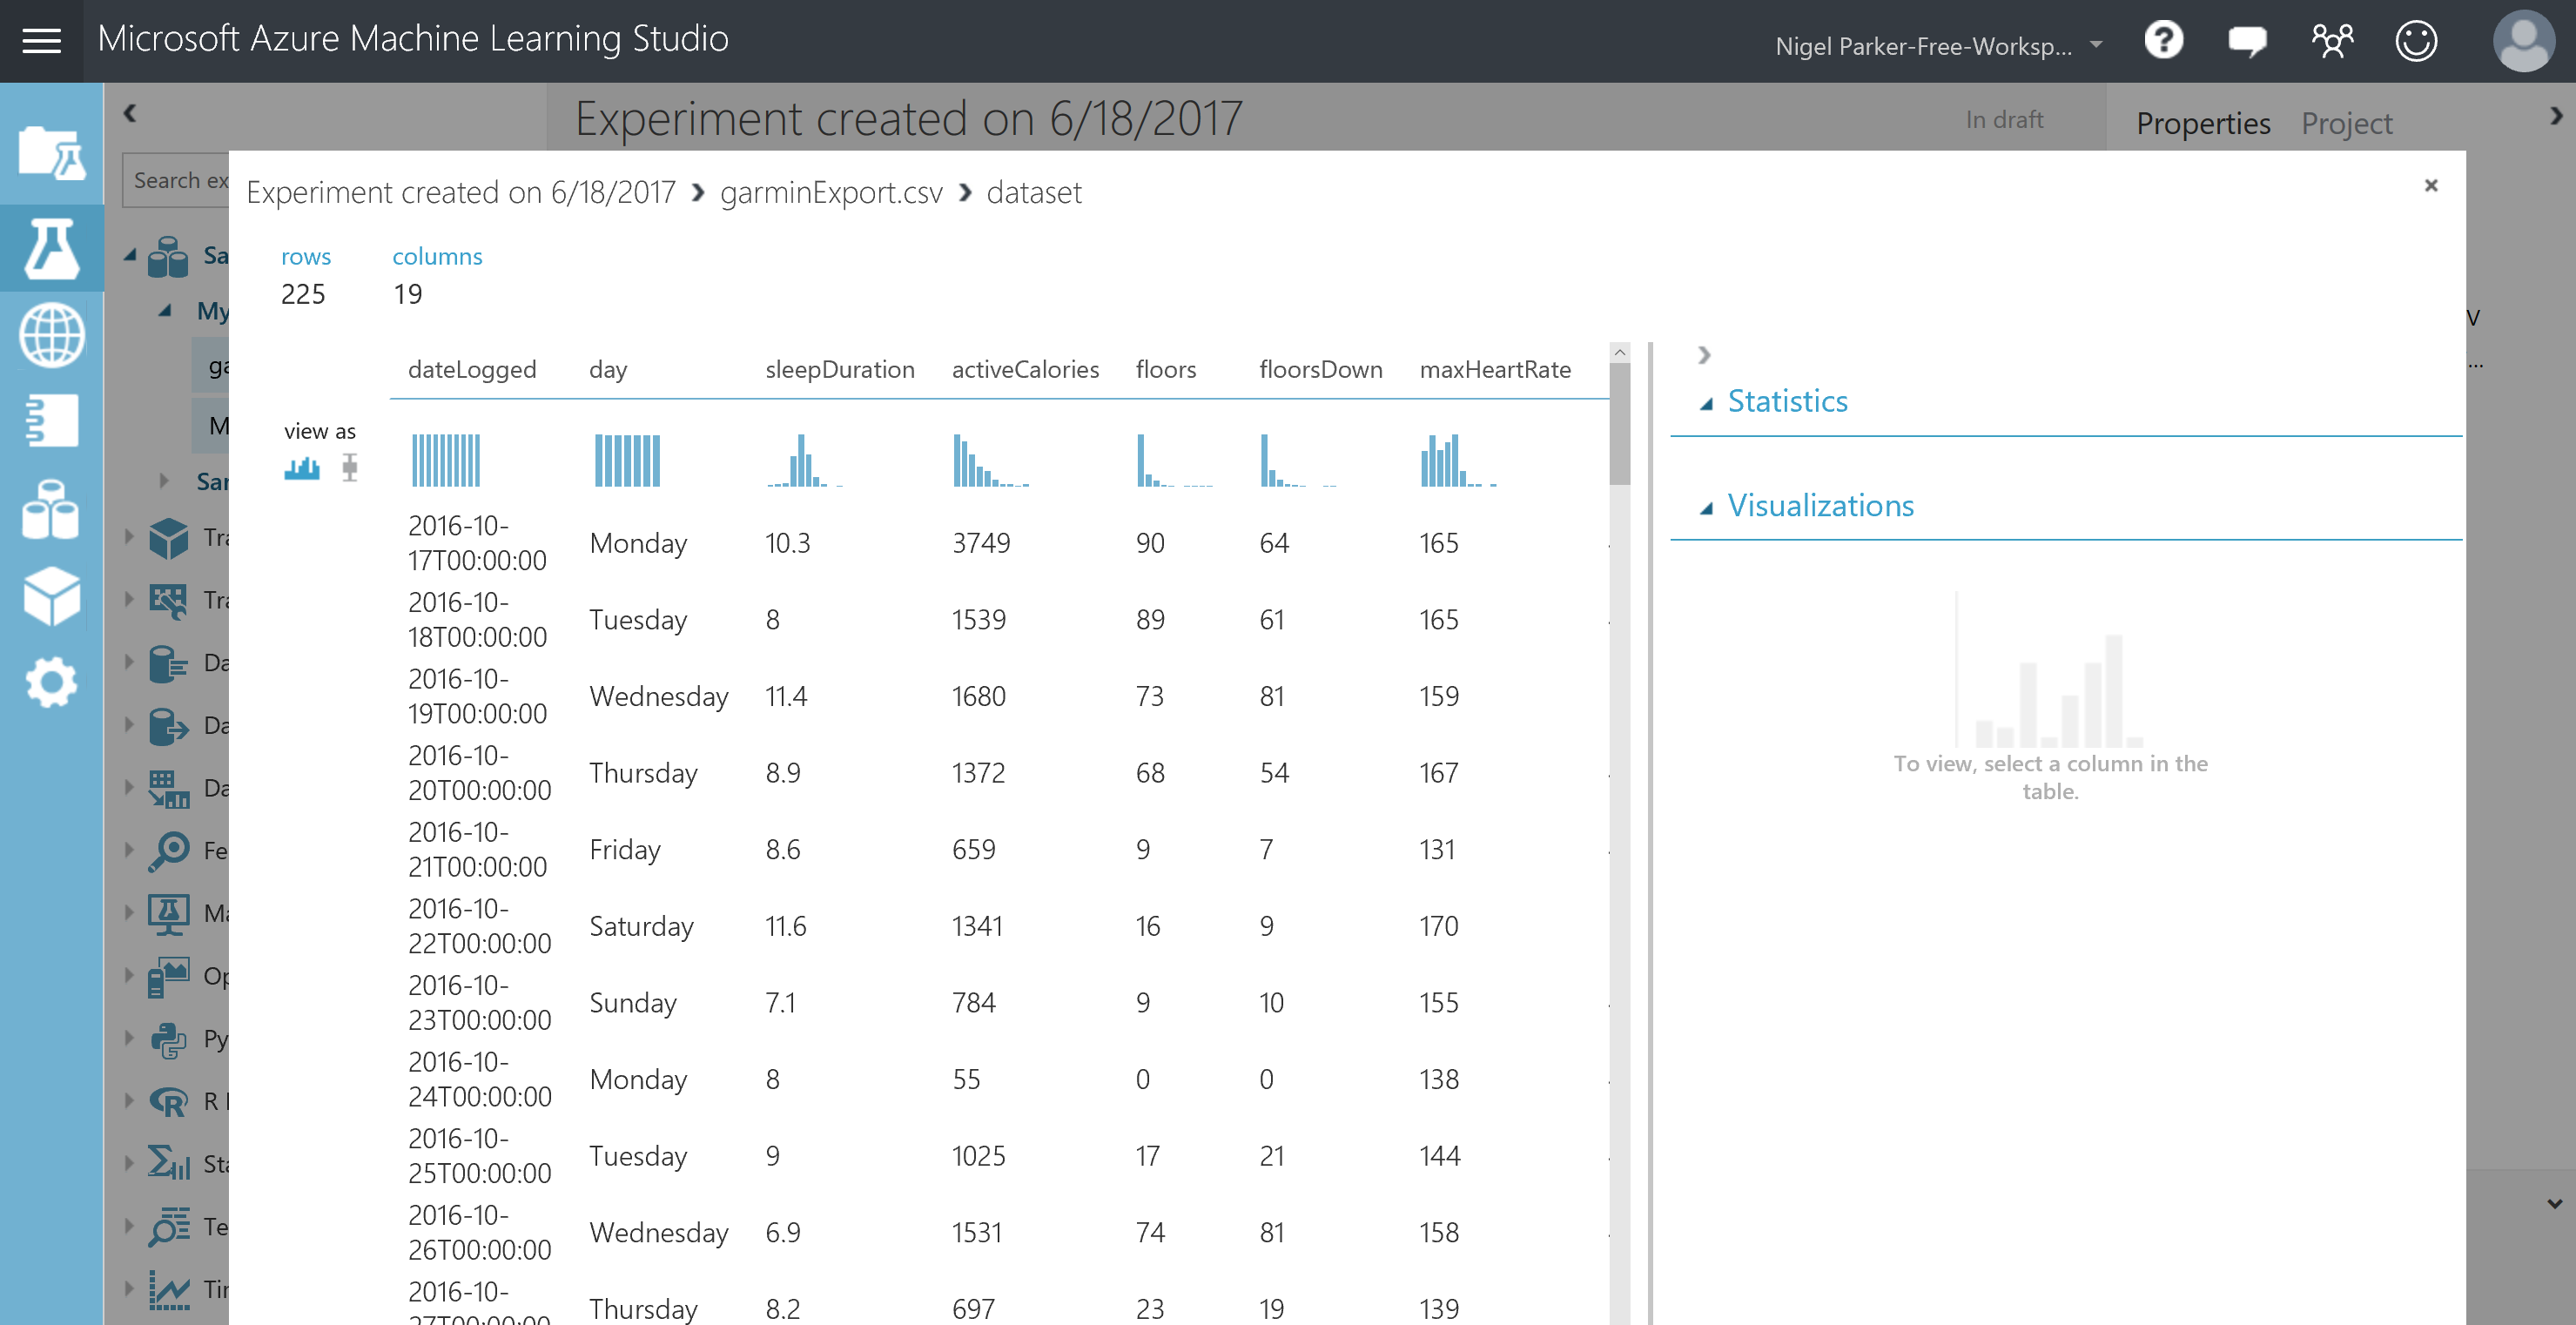 Microsoft Azure Machine Learning Studio
Nigel Parker-Free-Worksp...
Experiment created on 6/18/2017
In draft
Properties
Project
Search ex
Experiment created on 6/18/2017 > garminExport.csv > dataset
rows
columns
225
19
dateLogged day sleepDuration activeCalories floors floorsDown maxHeartRate
view as
2016-10-
17T00:00:00 Monday 10.3 3749 90 64 165
2016-10-
18T00:00:00 Tuesday 8 1539 89 61 165
2016-10-
19T00:00:00 Wednesday 11.4 1680 73 81 159
2016-10-
20T00:00:00 Thursday 8.9 1372 68 54 167
2016-10-
21T00:00:00 Friday 8.6 659 9 7 131
2016-10-
22T00:00:00 Saturday 11.6 1341 16 9 170
2016-10-
23T00:00:00 Sunday 7.1 784 9 10 155
2016-10-
24T00:00:00 Monday 8 55 0 0 138
2016-10-
25T00:00:00 Tuesday 9 1025 17 21 144
2016-10-
26T00:00:00 Wednesday 6.9 1531 74 81 158
2016-10-
27T00:00:00 Thursday 8.2 697 23 19 139
Statistics
Visualizations
To view, select a column in the
table.
Sa
My
ga
M
Sar
Tra
Tra
Da
Da
Da
Fe
Ma
Op
Py
R
Sta
Te
Tir
V
...